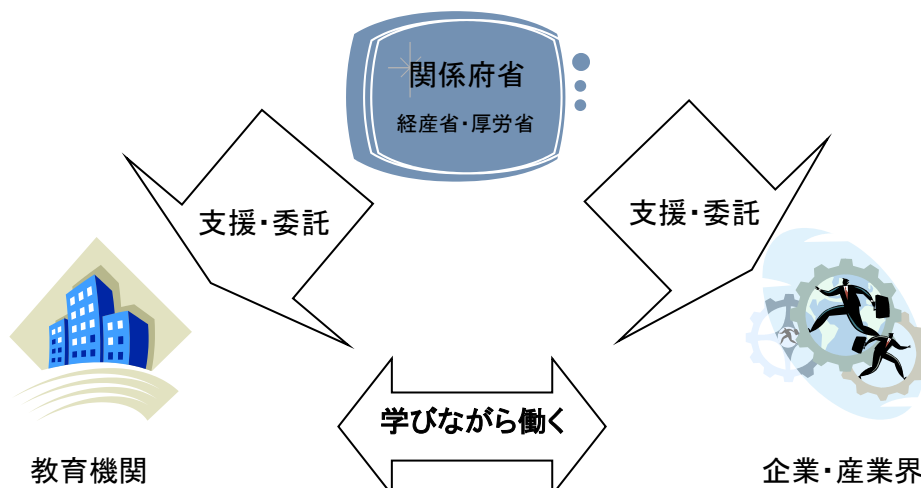 関係府省
経産省・厚労省
支援・委託
支援・委託
学びながら働く
教育機関
企業・産業界